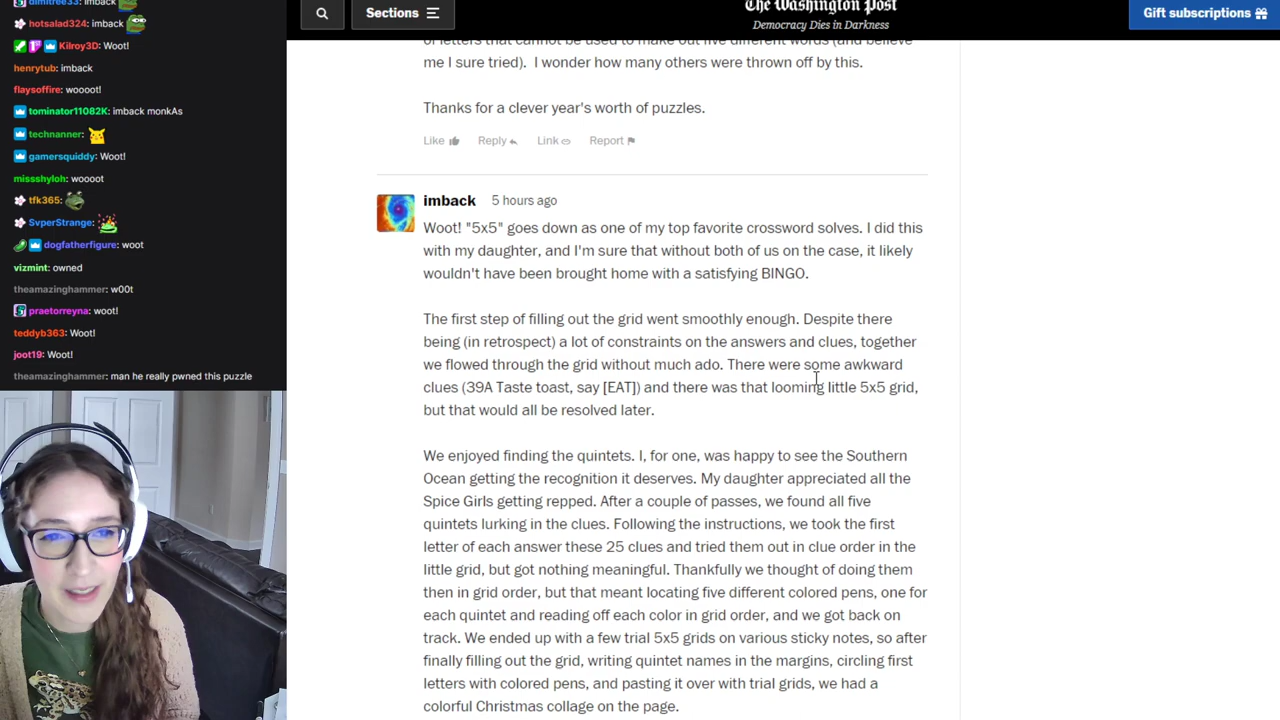 dimitree33: imback
hotsalad324: imback
Kilroy3D: Woot!
henrytub: imback
flaysoffire: woooot!
tominator11082K: imback monkAs
technanner:
gamersquiddy: Woot!
missshyloh: woooot
tfk365:
SvperStrange:
dogfatherfigure: woot
vizmint: owned
theamazinghammer: w00t
praetorreyna: woot!
teddyb363: Woot!
joot19: Woot!
theamazinghammer: man he really pwned this puzzle
Sections
The Washington Post
Democracy Dies in Darkness
Gift subscriptions
of letters that cannot be used to make out five different words (and believe
me I sure tried). I wonder how many others were thrown off by this.
Thanks for a clever year's worth of puzzles.
Like Reply Link Report
imback 5 hours ago
Woot! "5x5" goes down as one of my top favorite crossword solves. I did this
with my daughter, and I'm sure that without both of us on the case, it likely
wouldn't have been brought home with a satisfying BINGO.
The first step of filling out the grid went smoothly enough. Despite there
being (in retrospect) a lot of constraints on the answers and clues, together
we flowed through the grid without much ado. There were some awkward
clues (39A Taste toast, say [EAT]) and there was that looming little 5x5 grid,
but that would all be resolved later.
We enjoyed finding the quintets. I, for one, was happy to see the Southern
Ocean getting the recognition it deserves. My daughter appreciated all the
Spice Girls getting repped. After a couple of passes, we found all five
quintets lurking in the clues. Following the instructions, we took the first
letter of each answer these 25 clues and tried them out in clue order in the
little grid, but got nothing meaningful. Thankfully we thought of doing them
then in grid order, but that meant locating five different colored pens, one for
each quintet and reading off each color in grid order, and we got back on
track. We ended up with a few trial 5x5 grids on various sticky notes, so after
finally filling out the grid, writing quintet names in the margins, circling first
letters with colored pens, and pasting it over with trial grids, we had a
colorful Christmas collage on the page.